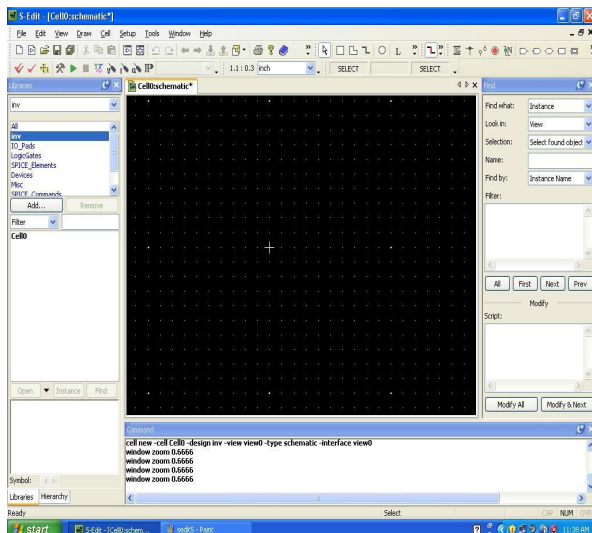 S-Edit - [Cell0:schematic*]
File Edit View Draw Cell Setup Tools Window Help
1.1 : 0.3 inch SELECT SELECT
Libraries
inv
All
inv
IO_Pads
LogicGates
SPICE_Elements
Devices
Misc
SPICE_Commands
Add... Remove
Filter
Cell0
Open Instance Find
Symbol:
Libraries Hierarchy
Cell0:schematic*
Find
Find what: Instance
Look in: View
Selection: Select found object
Name:
Find by: Instance Name
Filter:
All First Next Prev
Modify
Script:
Modify All Modify & Next
Command
cell new -cell Cell0 -design inv -view view0 -type schematic -interface view0
window zoom 0.6666
window zoom 0.6666
window zoom 0.6666
window zoom 0.6666
Ready Select CAP NUM OVR
start S-Edit - [Cell0:schem... sedit5 - Paint 11:38 AM